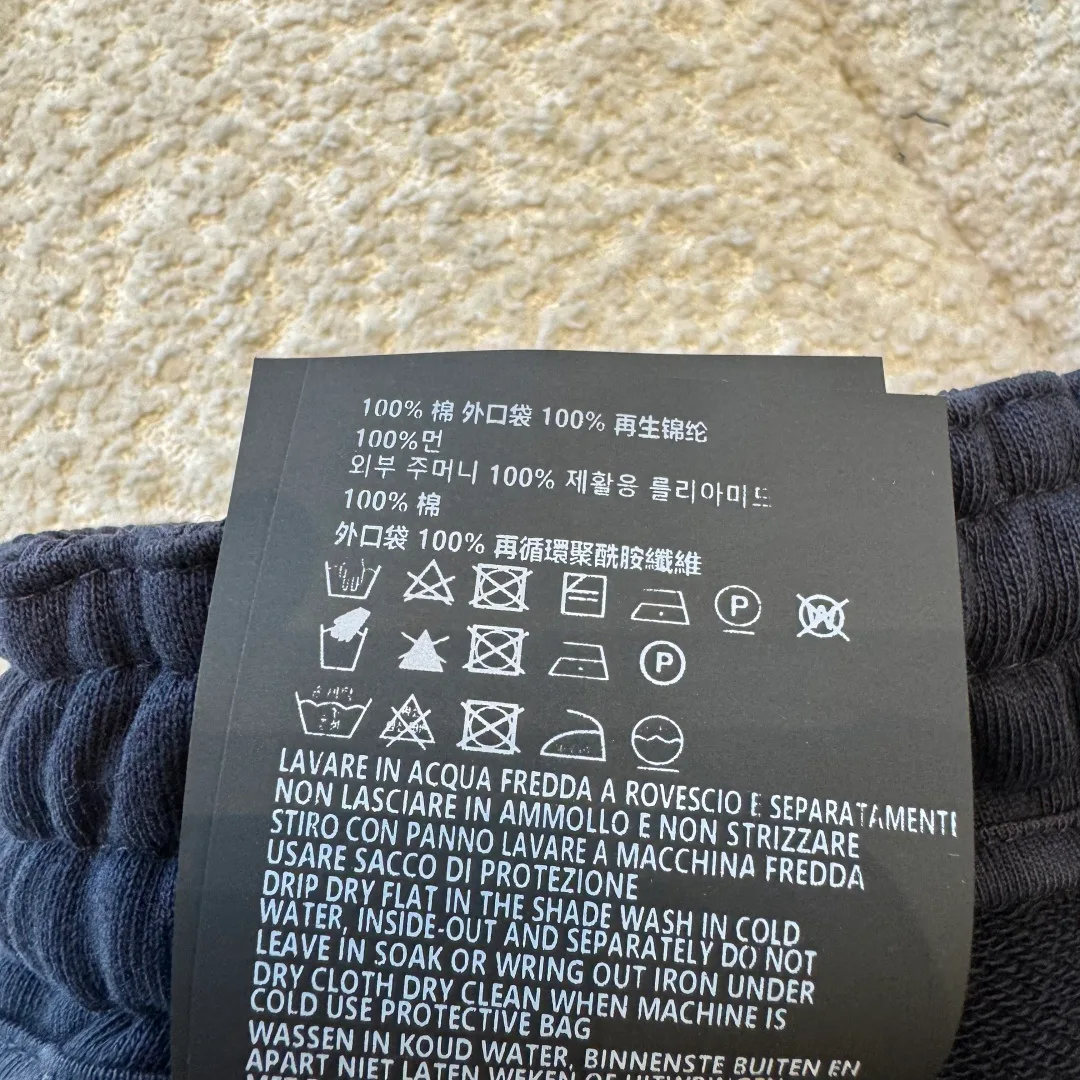 100% 棉 外口袋 100% 再生锦纶
100%먼
외부 주머니 100% 제활용 를리아미드
100% 棉
外口袋 100% 再循環聚酰胺纖維
P W
P
LAVARE IN ACQUA FREDDA A ROVESCIO E SEPARATAMENTE
NON LASCIARE IN AMMOLLO E NON STRIZZARE
STIRO CON PANNO LAVARE A MACCHINA FREDDA
USARE SACCO DI PROTEZIONE
DRIP DRY FLAT IN THE SHADE WASH IN COLD
WATER, INSIDE-OUT AND SEPARATELY DO NOT
LEAVE IN SOAK OR WRING OUT IRON UNDER
DRY CLOTH DRY CLEAN WHEN MACHINE IS
COLD USE PROTECTIVE BAG
WASSEN IN KOUD WATER, BINNENSTE BUITEN EN
APART NIET LATEN WEKEN OF UITWRINGEN